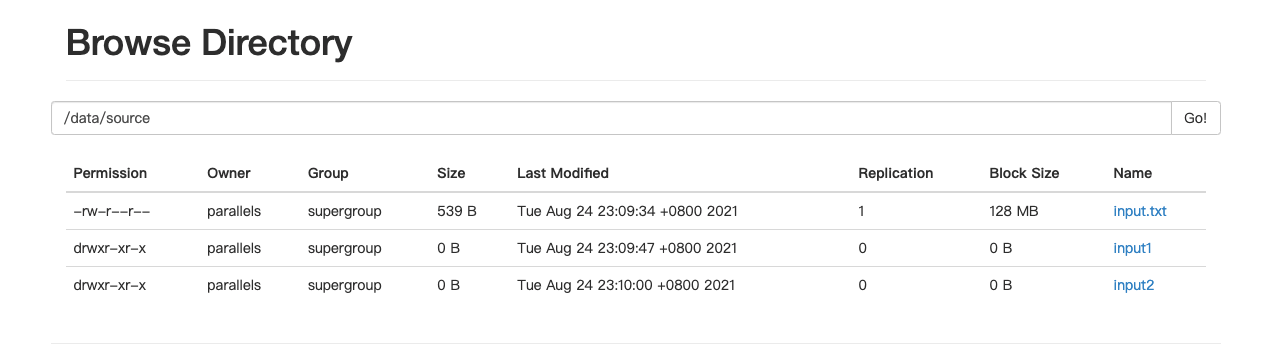 Browse Directory
/data/source Go!
Permission Owner Group Size Last Modified Replication Block Size Name
-rw-r--r-- parallels supergroup 539 B Tue Aug 24 23:09:34 +0800 2021 1 128 MB input.txt
drwxr-xr-x parallels supergroup 0 B Tue Aug 24 23:09:47 +0800 2021 0 0 B input1
drwxr-xr-x parallels supergroup 0 B Tue Aug 24 23:10:00 +0800 2021 0 0 B input2